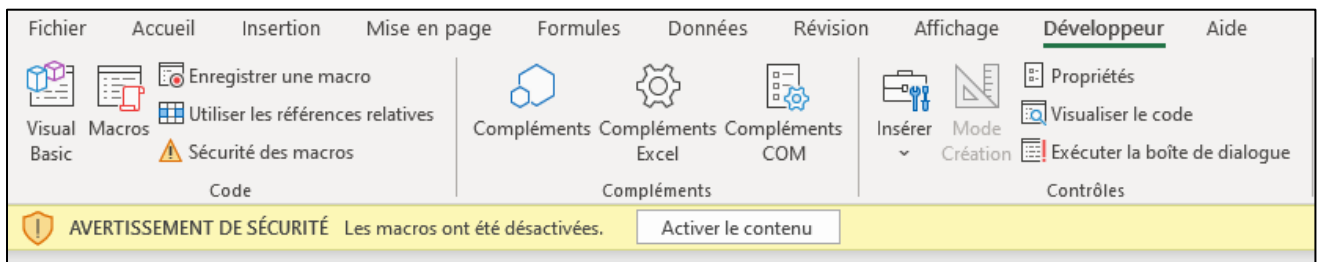 Fichier Accueil Insertion Mise en page Formules Données Révision Affichage Développeur Aide
Visual Basic
Macros
Enregistrer une macro
Utiliser les références relatives
Sécurité des macros
Code
Compléments
Compléments Excel
Compléments COM
Compléments
Insérer
Mode Création
Propriétés
Visualiser le code
Exécuter la boîte de dialogue
Contrôles
AVERTISSEMENT DE SÉCURITÉ Les macros ont été désactivées. Activer le contenu